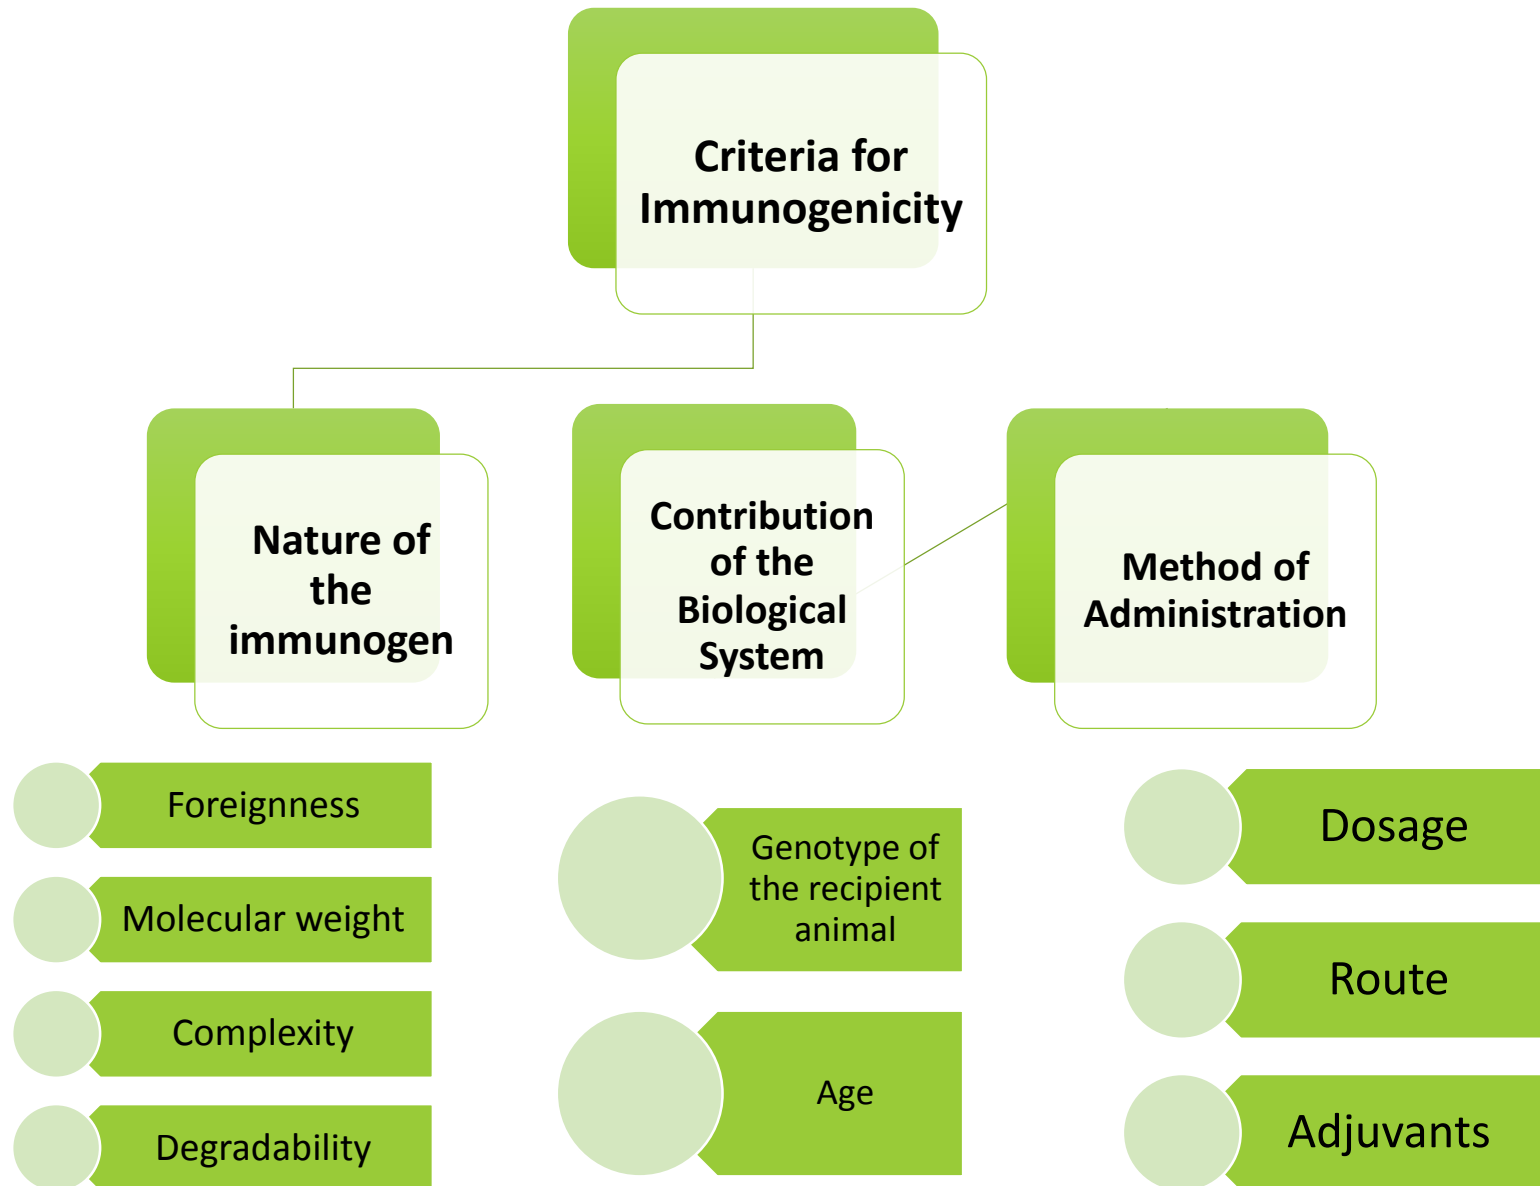 Criteria for
Immunogenicity
Nature of
the
immunogen
Contribution
of the
Biological
System
Method of
Administration
Foreignness
Molecular weight
Complexity
Degradability
Genotype of
the recipient
animal
Age
Dosage
Route
Adjuvants